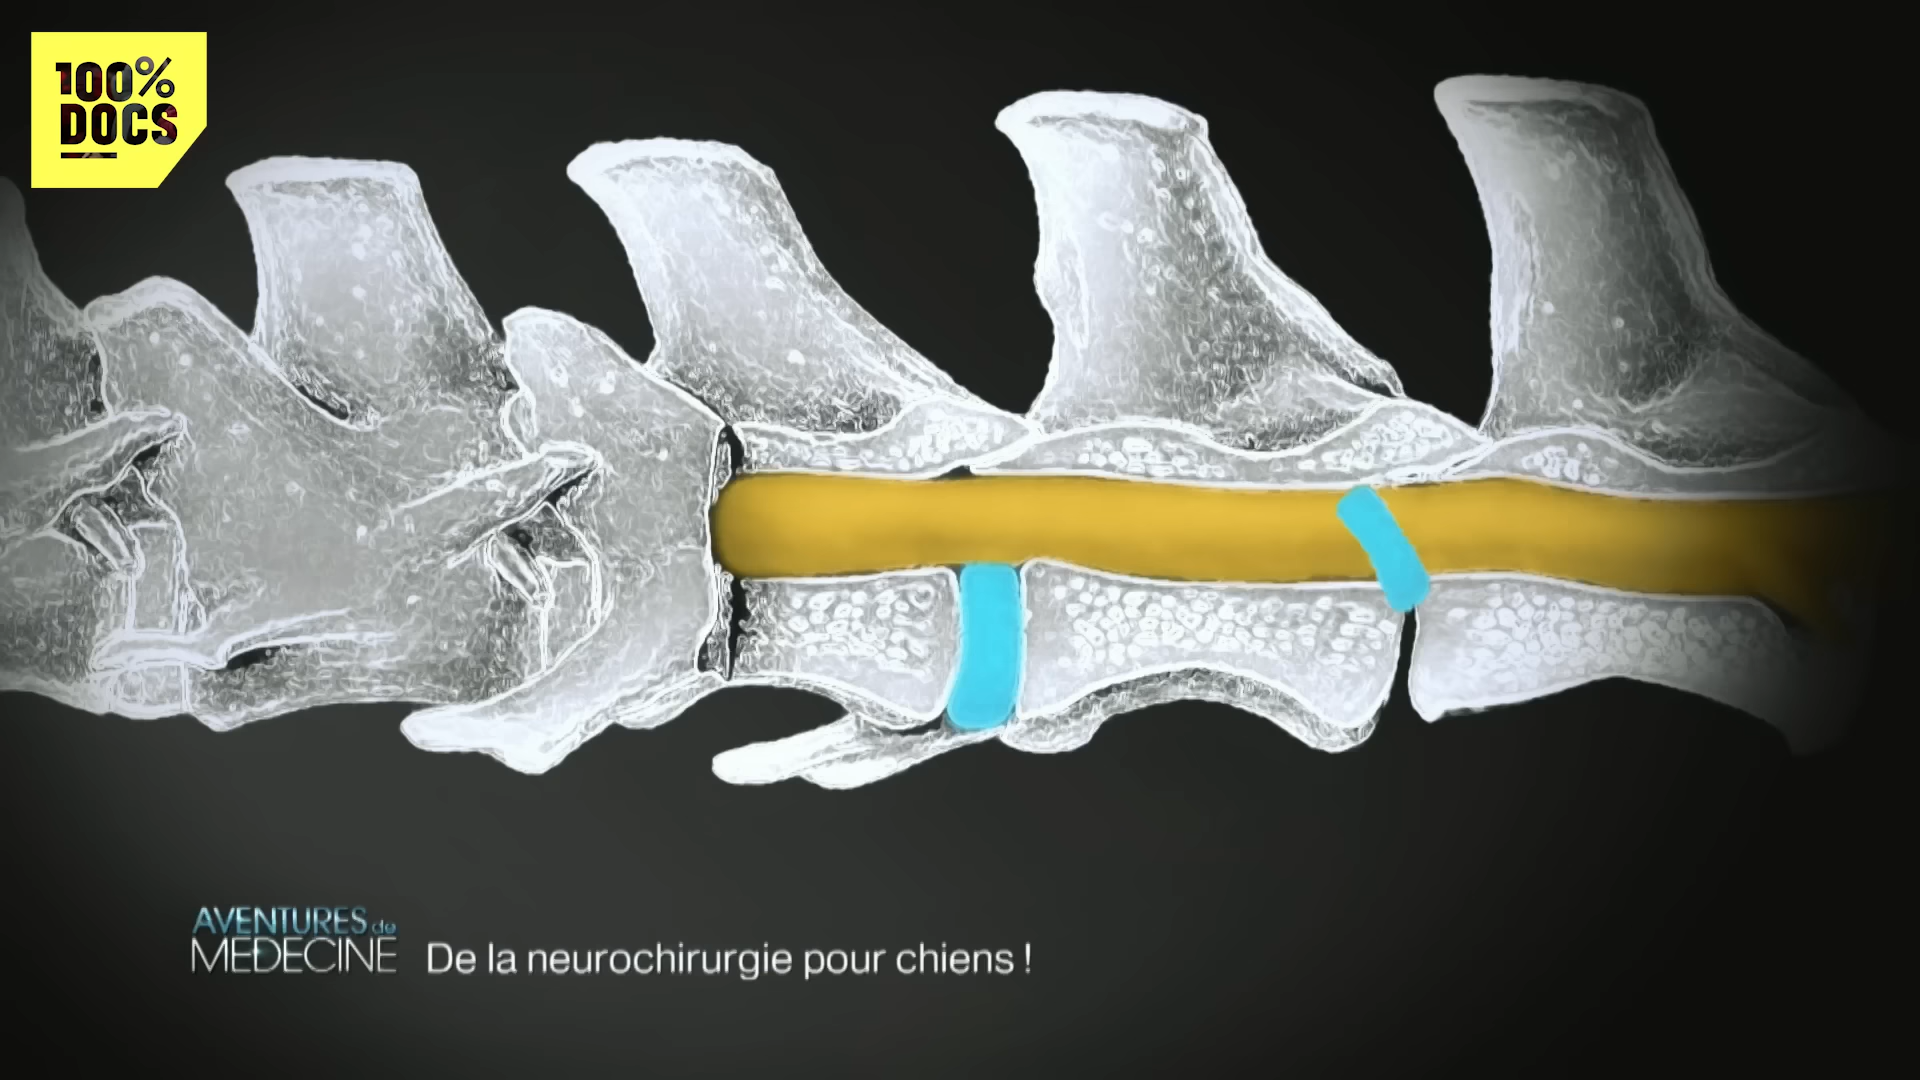 100%
DOCS
AVENTURES de
MEDECINE
De la neurochirurgie pour chiens !